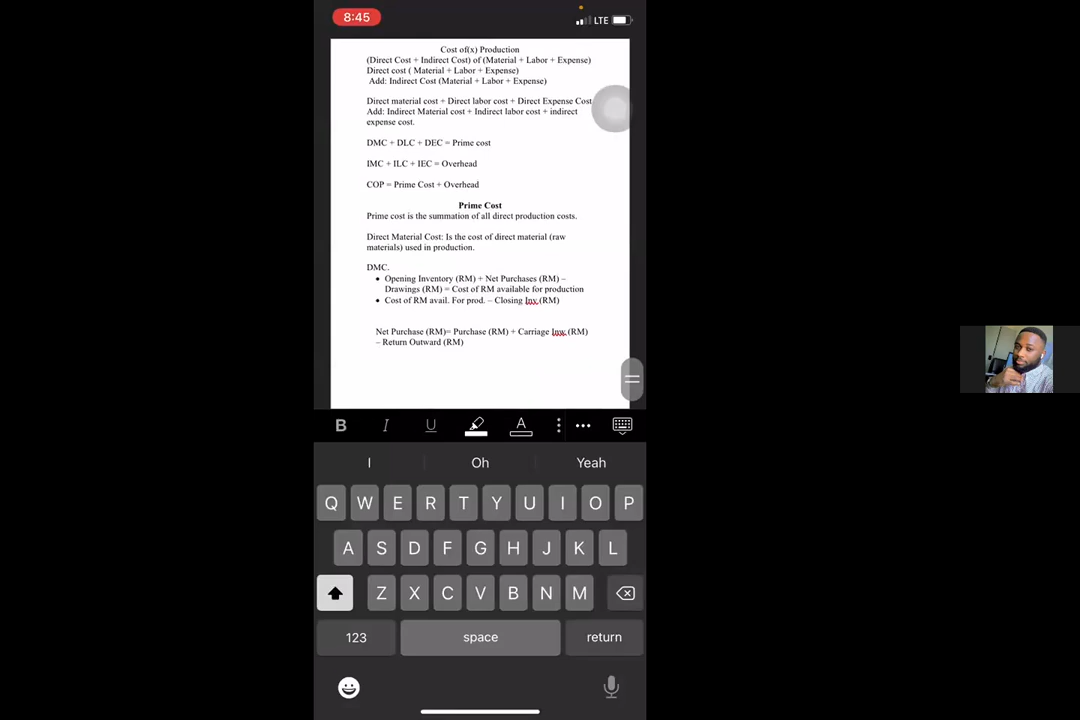 8:45
LTE
Cost of(x) Production
(Direct Cost + Indirect Cost) of (Material + Labor + Expense)
Direct cost ( Material + Labor + Expense)
Add: Indirect Cost (Material + Labor + Expense)
Direct material cost + Direct labor cost + Direct Expense Cost
Add: Indirect Material cost + Indirect labor cost + indirect
expense cost.
DMC + DLC + DEC = Prime cost
IMC + ILC + IEC = Overhead
COP = Prime Cost + Overhead
Prime Cost
Prime cost is the summation of all direct production costs.
Direct Material Cost: Is the cost of direct material (raw
materials) used in production.
DMC.
• Opening Inventory (RM) + Net Purchases (RM) –
Drawings (RM) = Cost of RM available for production
• Cost of RM avail. For prod. – Closing Inv.(RM)
Net Purchase (RM)= Purchase (RM) + Carriage Inw.(RM)
– Return Outward (RM)
B I U A
I Oh Yeah
Q W E R T Y U I O P
A S D F G H J K L
Z X C V B N M
123 space return